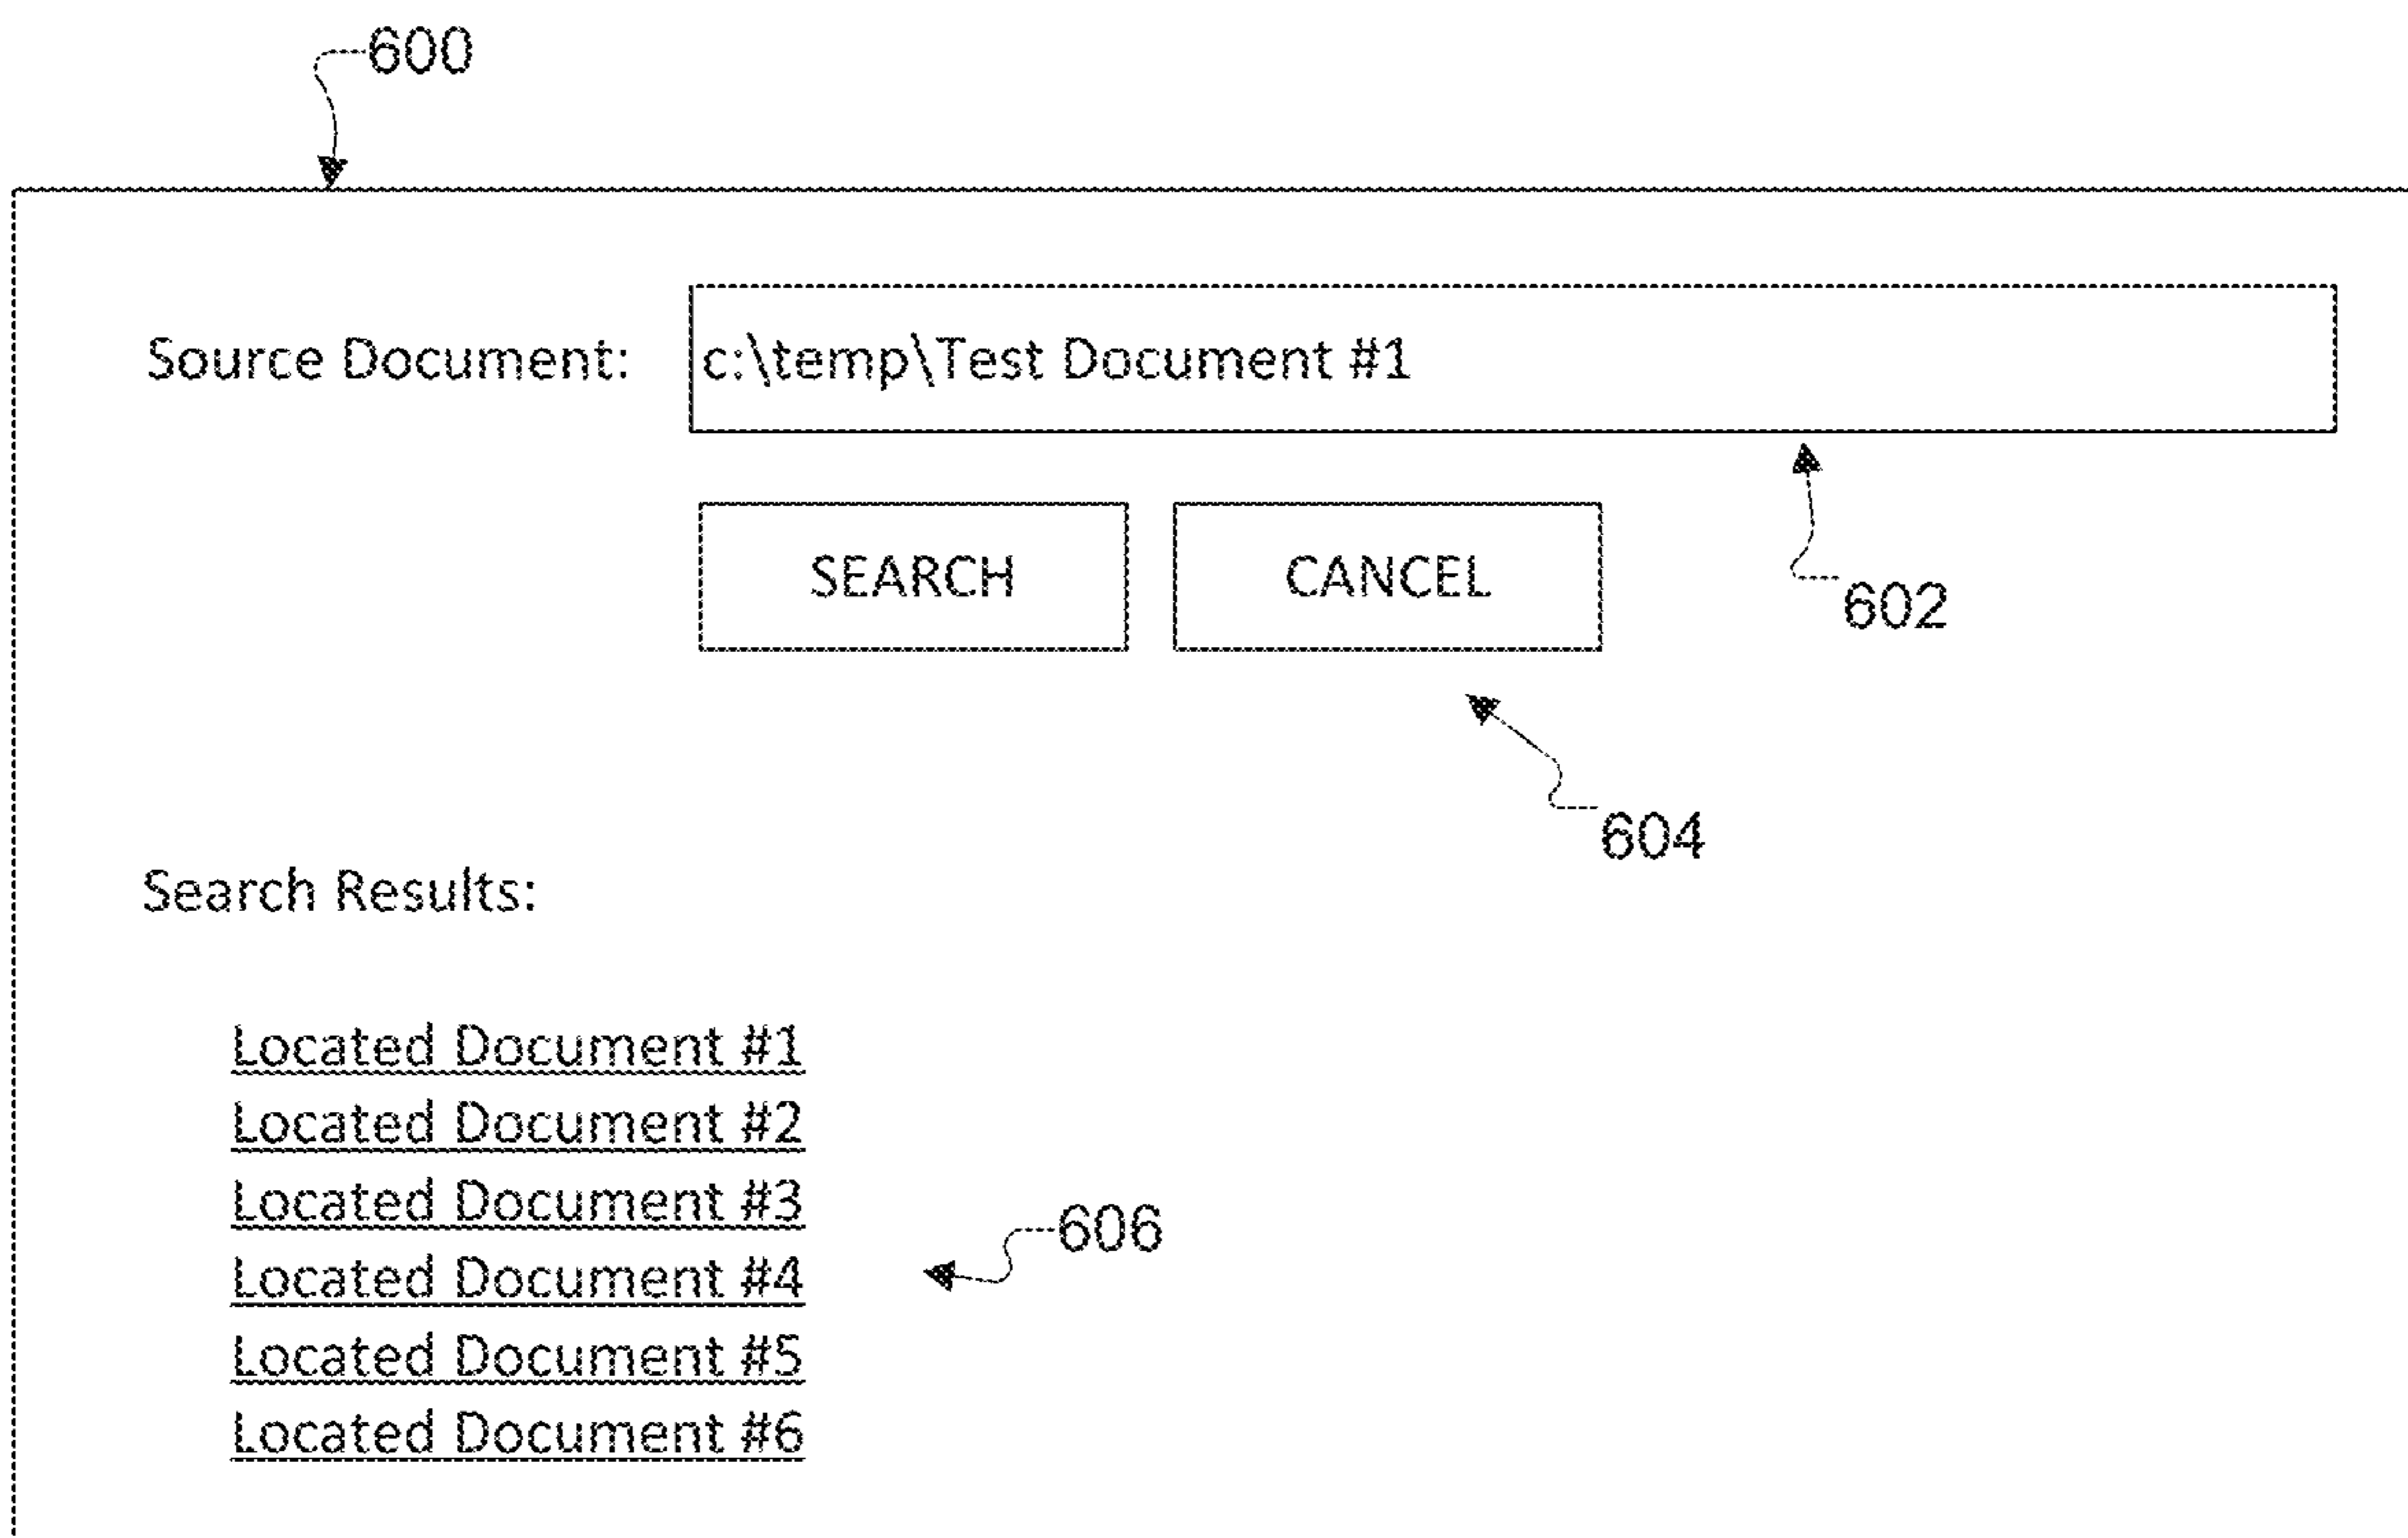 600
Source Document: c:\temp\Test Document #1
SEARCH CANCEL
602
604
Search Results:
Located Document #1
Located Document #2
Located Document #3
606
Located Document #4
Located Document #5
Located Document #6